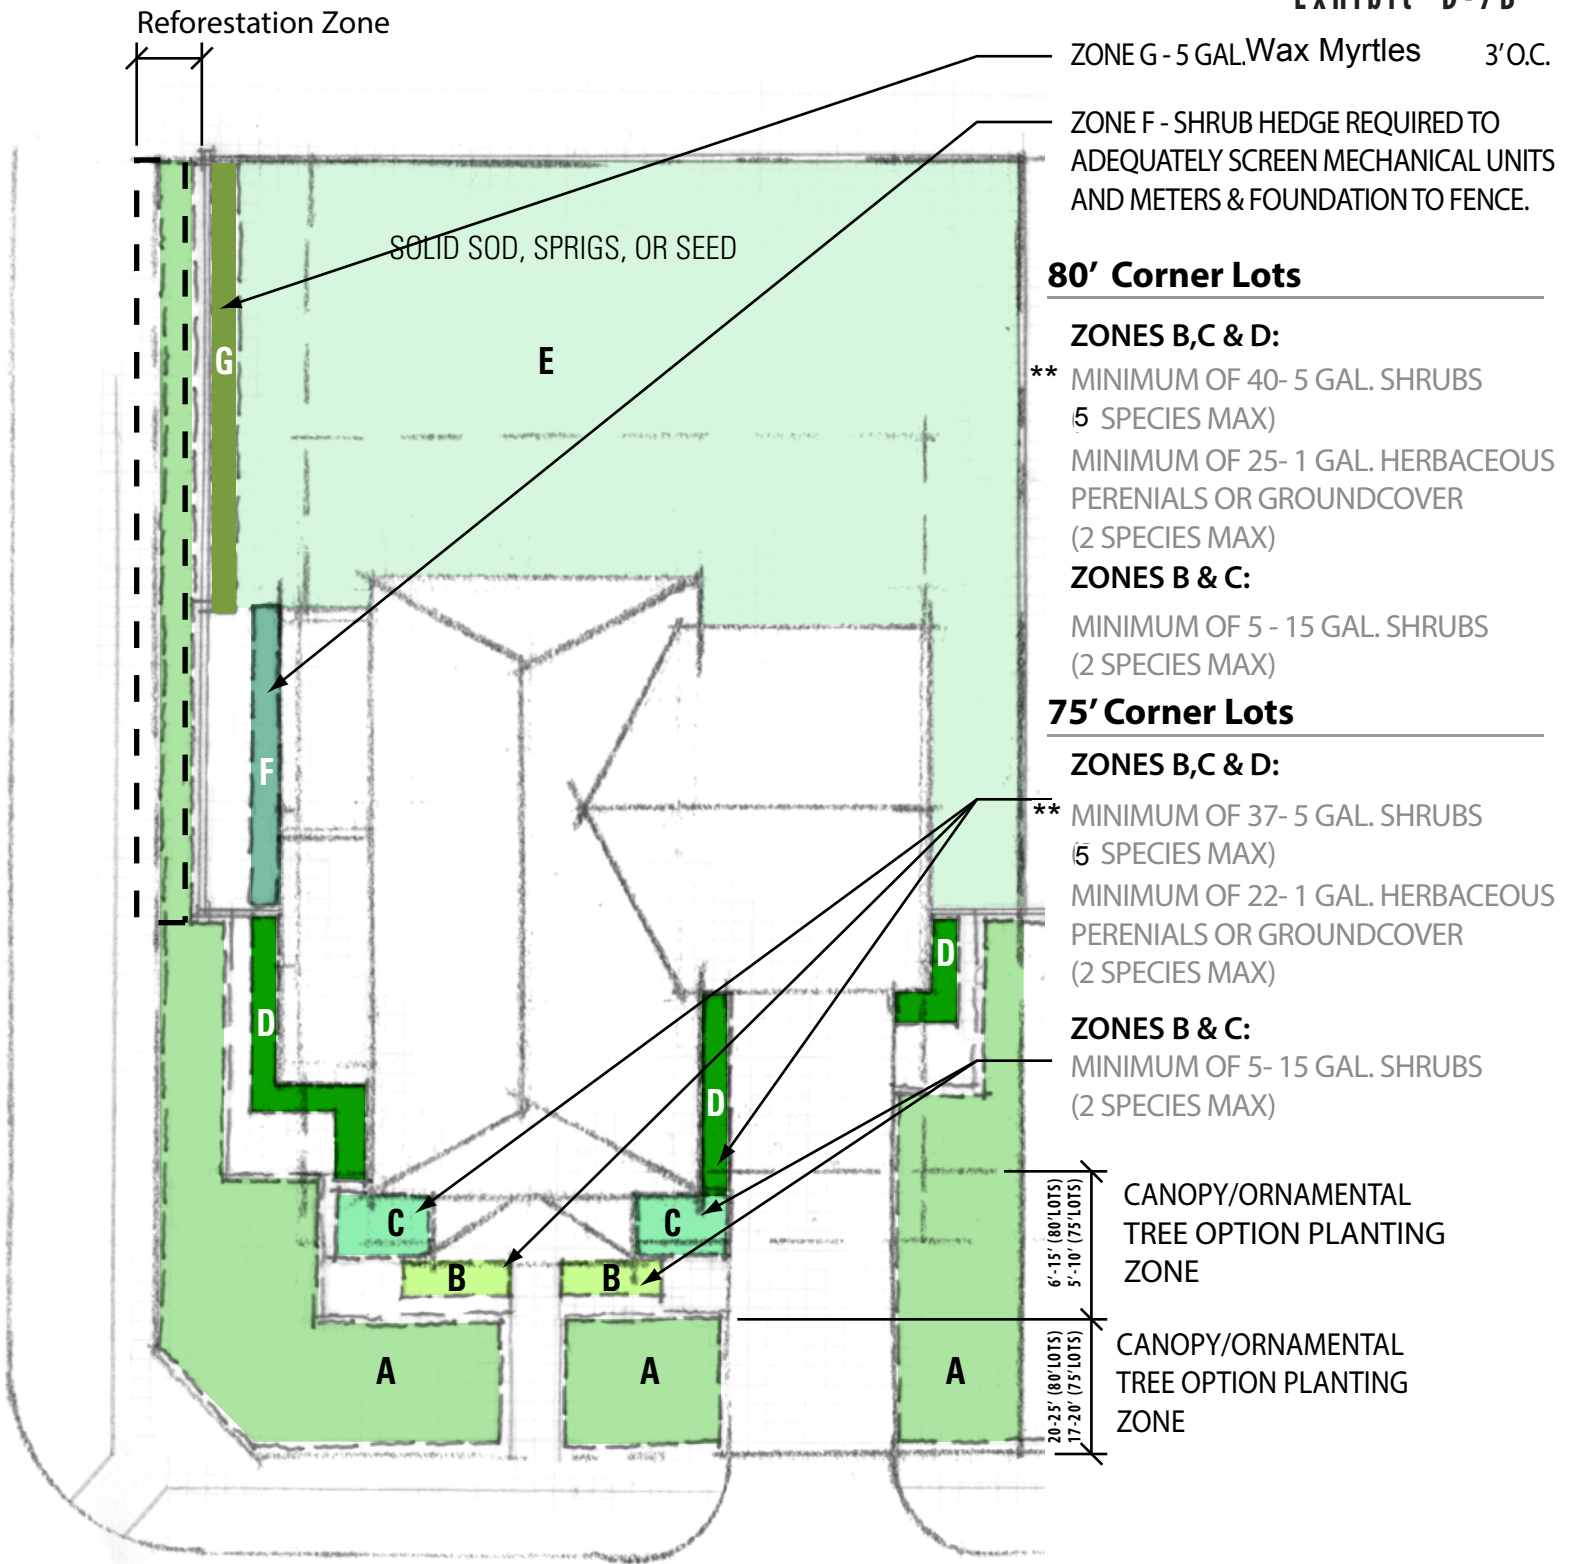 Exhibit D-7B
Reforestation Zone
ZONE G - 5 GAL. Wax Myrtles 3' O.C.
ZONE F - SHRUB HEDGE REQUIRED TO
ADEQUATELY SCREEN MECHANICAL UNITS
AND METERS & FOUNDATION TO FENCE.
SOLID SOD, SPRIGS, OR SEED
80' Corner Lots
ZONES B,C & D:
** MINIMUM OF 40- 5 GAL. SHRUBS
(5 SPECIES MAX)
MINIMUM OF 25- 1 GAL. HERBACEOUS
PERENIALS OR GROUNDCOVER
(2 SPECIES MAX)
ZONES B & C:
MINIMUM OF 5 - 15 GAL. SHRUBS
(2 SPECIES MAX)
75' Corner Lots
ZONES B,C & D:
** MINIMUM OF 37- 5 GAL. SHRUBS
(5 SPECIES MAX)
MINIMUM OF 22- 1 GAL. HERBACEOUS
PERENIALS OR GROUNDCOVER
(2 SPECIES MAX)
ZONES B & C:
MINIMUM OF 5- 15 GAL. SHRUBS
(2 SPECIES MAX)
6'-15' (80'LOTS)
5'-10' (75'LOTS)
CANOPY/ORNAMENTAL
TREE OPTION PLANTING
ZONE
20-25' (80'LOTS)
17-20' (75'LOTS)
CANOPY/ORNAMENTAL
TREE OPTION PLANTING
ZONE
G
E
F
D
D
D
C
C
B
B
A
A
A